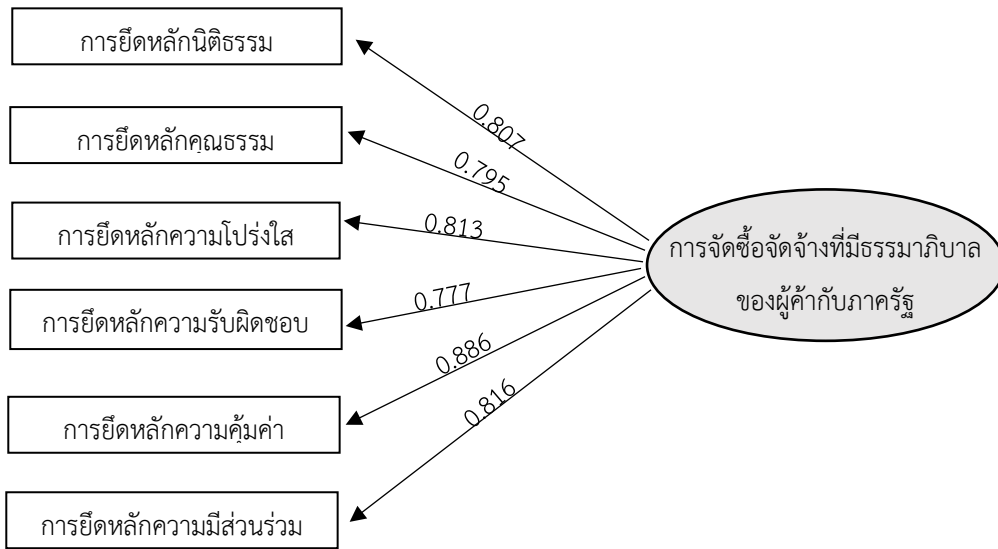 การยึดหลักนิติธรรม
0.807
การยึดหลักคุณธรรม
0.795
การยึดหลักความโปร่งใส
0.813
การจัดซื้อจัดจ้างที่มีธรรมาภิบาล
ของผู้ค้ากับภาครัฐ
การยึดหลักความรับผิดชอบ
0.777
การยึดหลักความคุ้มค่า
0.886
การยึดหลักความมีส่วนร่วม
0.816